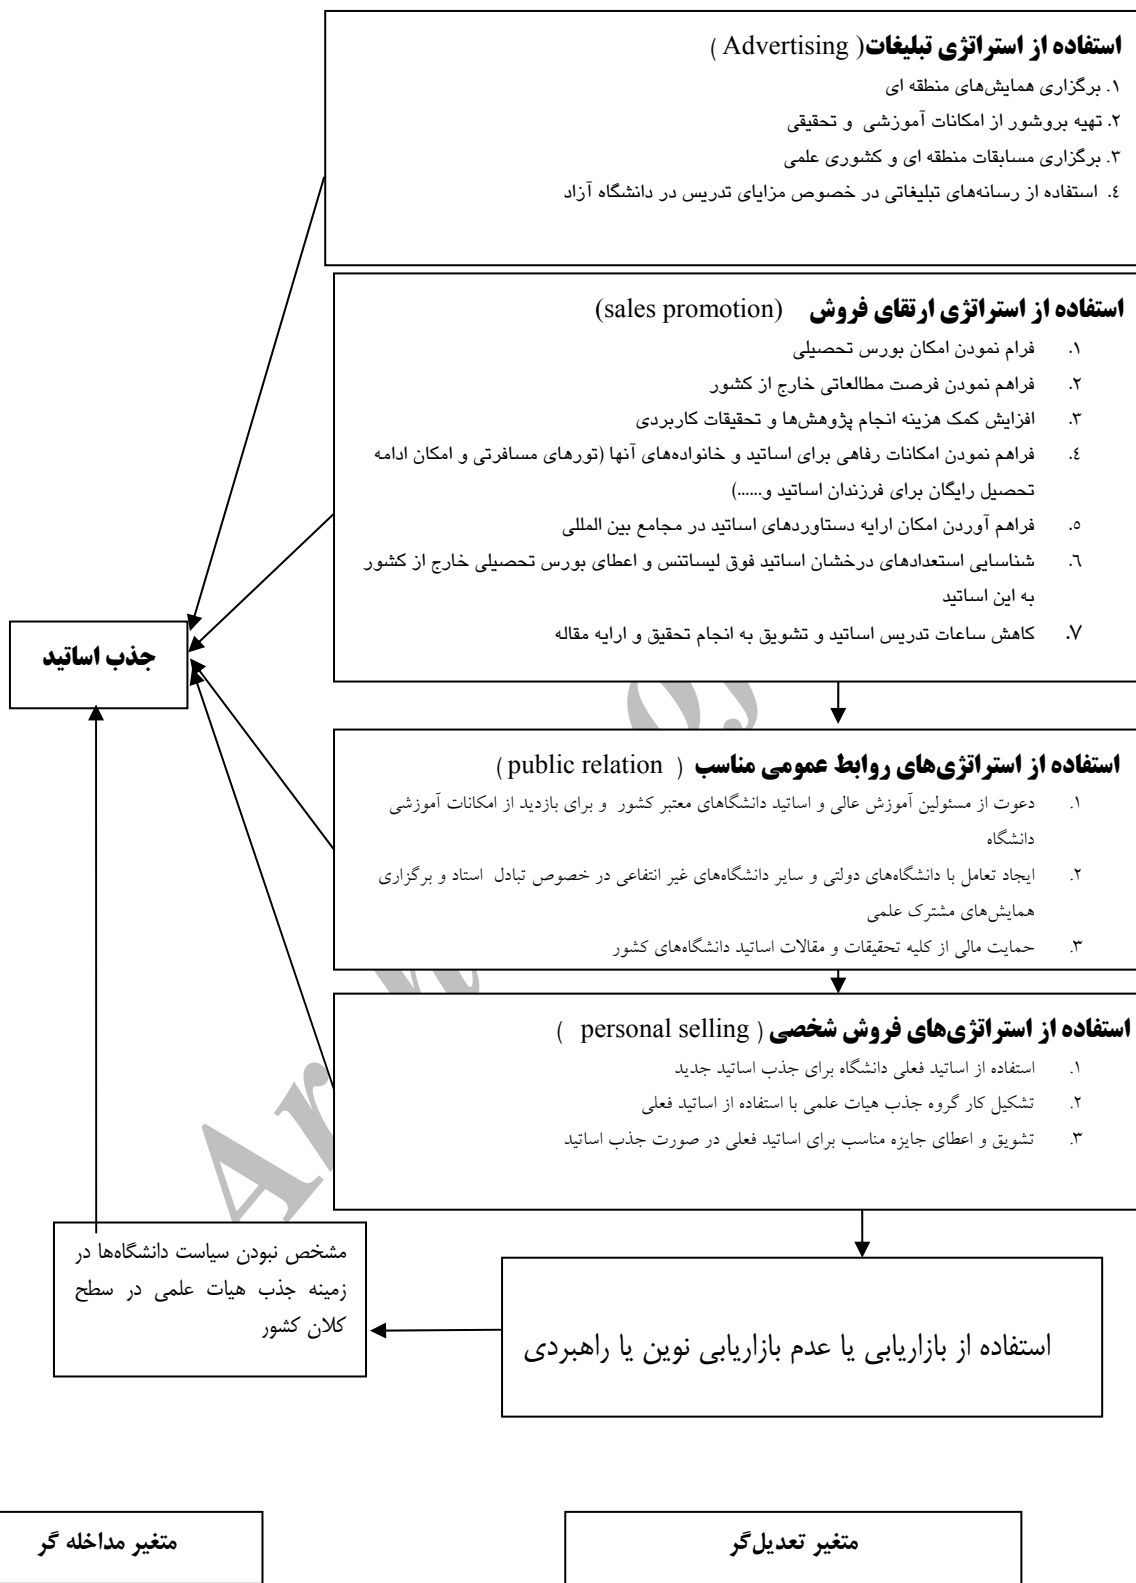 استفاده از استراتژی تبلیغات( Advertising )
۱. برگزاری همایش‌های منطقه ای
۲. تهیه بروشور از امکانات آموزشی و تحقیقی
۳. برگزاری مسابقات منطقه ای و کشوری علمی
٤. استفاده از رسانه‌های تبلیغاتی در خصوص مزایای تدریس در دانشگاه آزاد
استفاده از استراتژی ارتقای فروش (sales promotion)
۱. فرام نمودن امکان بورس تحصیلی
۲. فراهم نمودن فرصت مطالعاتی خارج از کشور
۳. افزایش کمک هزینه انجام پژوهش‌ها و تحقیقات کاربردی
٤. فراهم نمودن امکانات رفاهی برای اساتید و خانواده‌های آنها (تورهای مسافرتی و امکان ادامه
تحصیل رایگان برای فرزندان اساتید و......)
٥. فراهم آوردن امکان ارایه دستاوردهای اساتید در مجامع بین المللی
٦. شناسایی استعدادهای درخشان اساتید فوق لیساتنس و اعطای بورس تحصیلی خارج از کشور
به این اساتید
۷. کاهش ساعات تدریس اساتید و تشویق به انجام تحقیق و ارایه مقاله
جذب اساتید
استفاده از استراتژی‌های روابط عمومی مناسب ( public relation )
۱. دعوت از مسئولین آموزش عالی و اساتید دانشگاهای معتبر کشور و برای بازدید از امکانات آموزشی
دانشگاه
۲. ایجاد تعامل با دانشگاه‌های دولتی و سایر دانشگاه‌های غیر انتفاعی در خصوص تبادل استاد و برگزاری
همایش‌های مشترک علمی
۳. حمایت مالی از کلیه تحقیقات و مقالات اساتید دانشگاه‌های کشور
استفاده از استراتژی‌های فروش شخصی ( personal selling )
۱. استفاده از اساتید فعلی دانشگاه برای جذب اساتید جدید
۲. تشکیل کار گروه جذب هیات علمی با استفاده از اساتید فعلی
۳. تشویق و اعطای جایزه مناسب برای اساتید فعلی در صورت جذب اساتید
مشخص نبودن سیاست دانشگاه‌ها در
زمینه جذب هیات علمی در سطح
کلان کشور
استفاده از بازاریابی یا عدم بازاریابی نوین یا راهبردی
متغیر تعدیل‌گر
متغیر مداخله گر